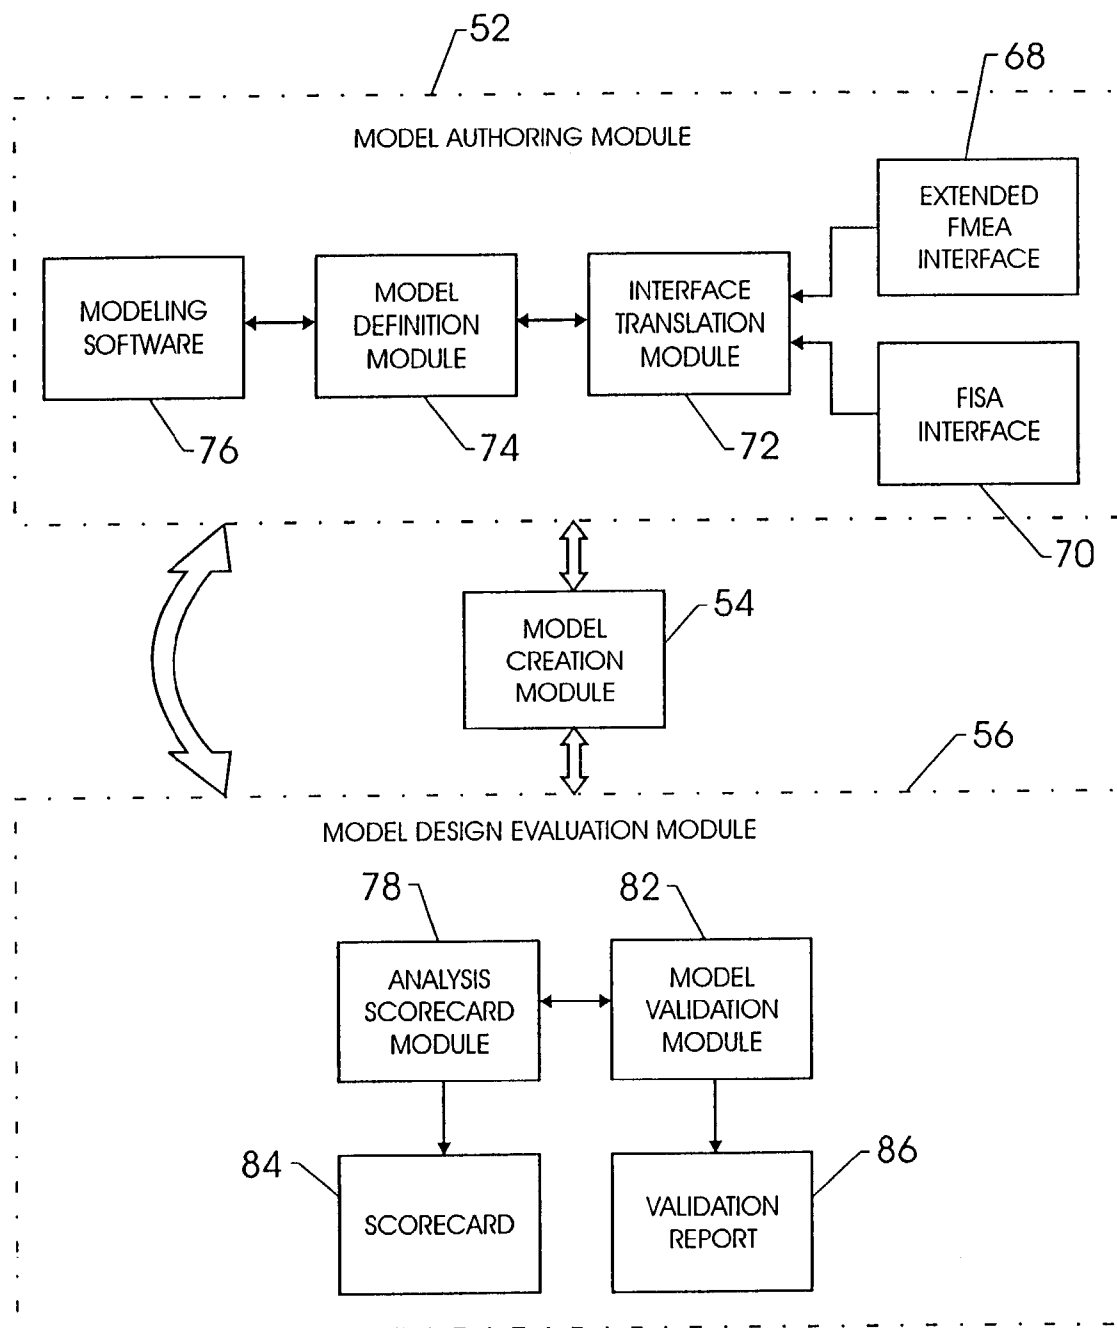 52
68
MODEL AUTHORING MODULE
EXTENDED
FMEA
INTERFACE
MODELING
SOFTWARE
MODEL
DEFINITION
MODULE
INTERFACE
TRANSLATION
MODULE
FISA
INTERFACE
76
74
72
70
54
MODEL
CREATION
MODULE
56
MODEL DESIGN EVALUATION MODULE
78
82
ANALYSIS
SCORECARD
MODULE
MODEL
VALIDATION
MODULE
84
86
SCORECARD
VALIDATION
REPORT